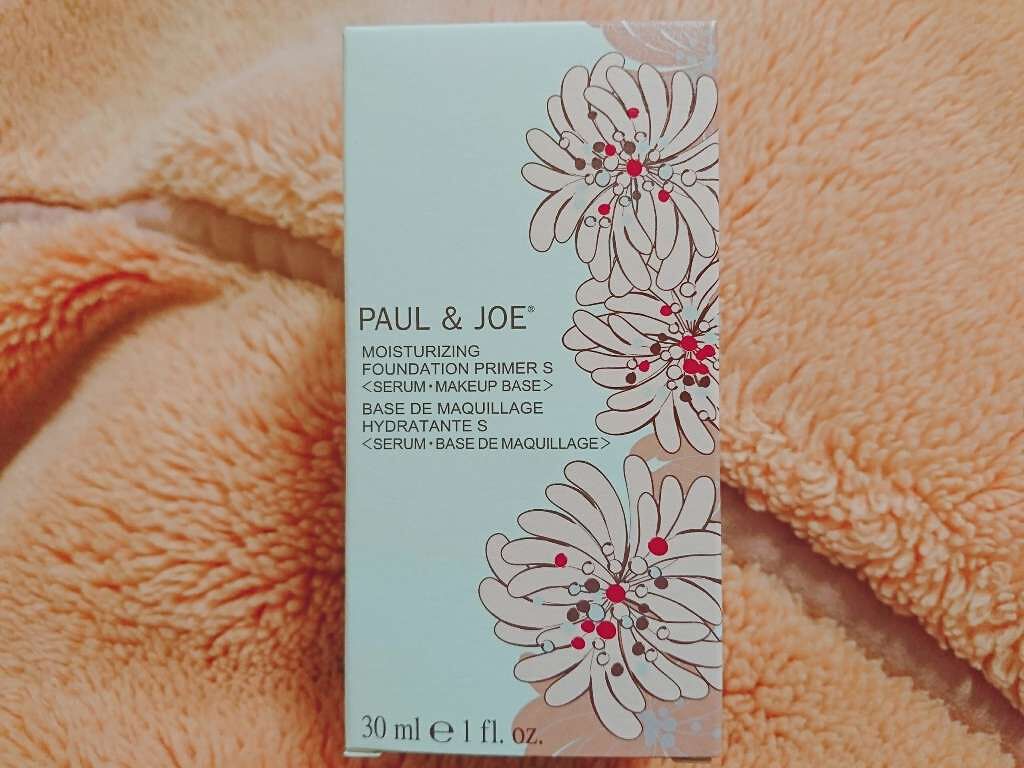 PAUL & JOE®
MOISTURIZING
FOUNDATION PRIMER S
<SERUM・MAKEUP BASE>
BASE DE MAQUILLAGE
HYDRATANTE S
<SERUM・BASE DE MAQUILLAGE>
30 ml ℮ 1 fl. oz.